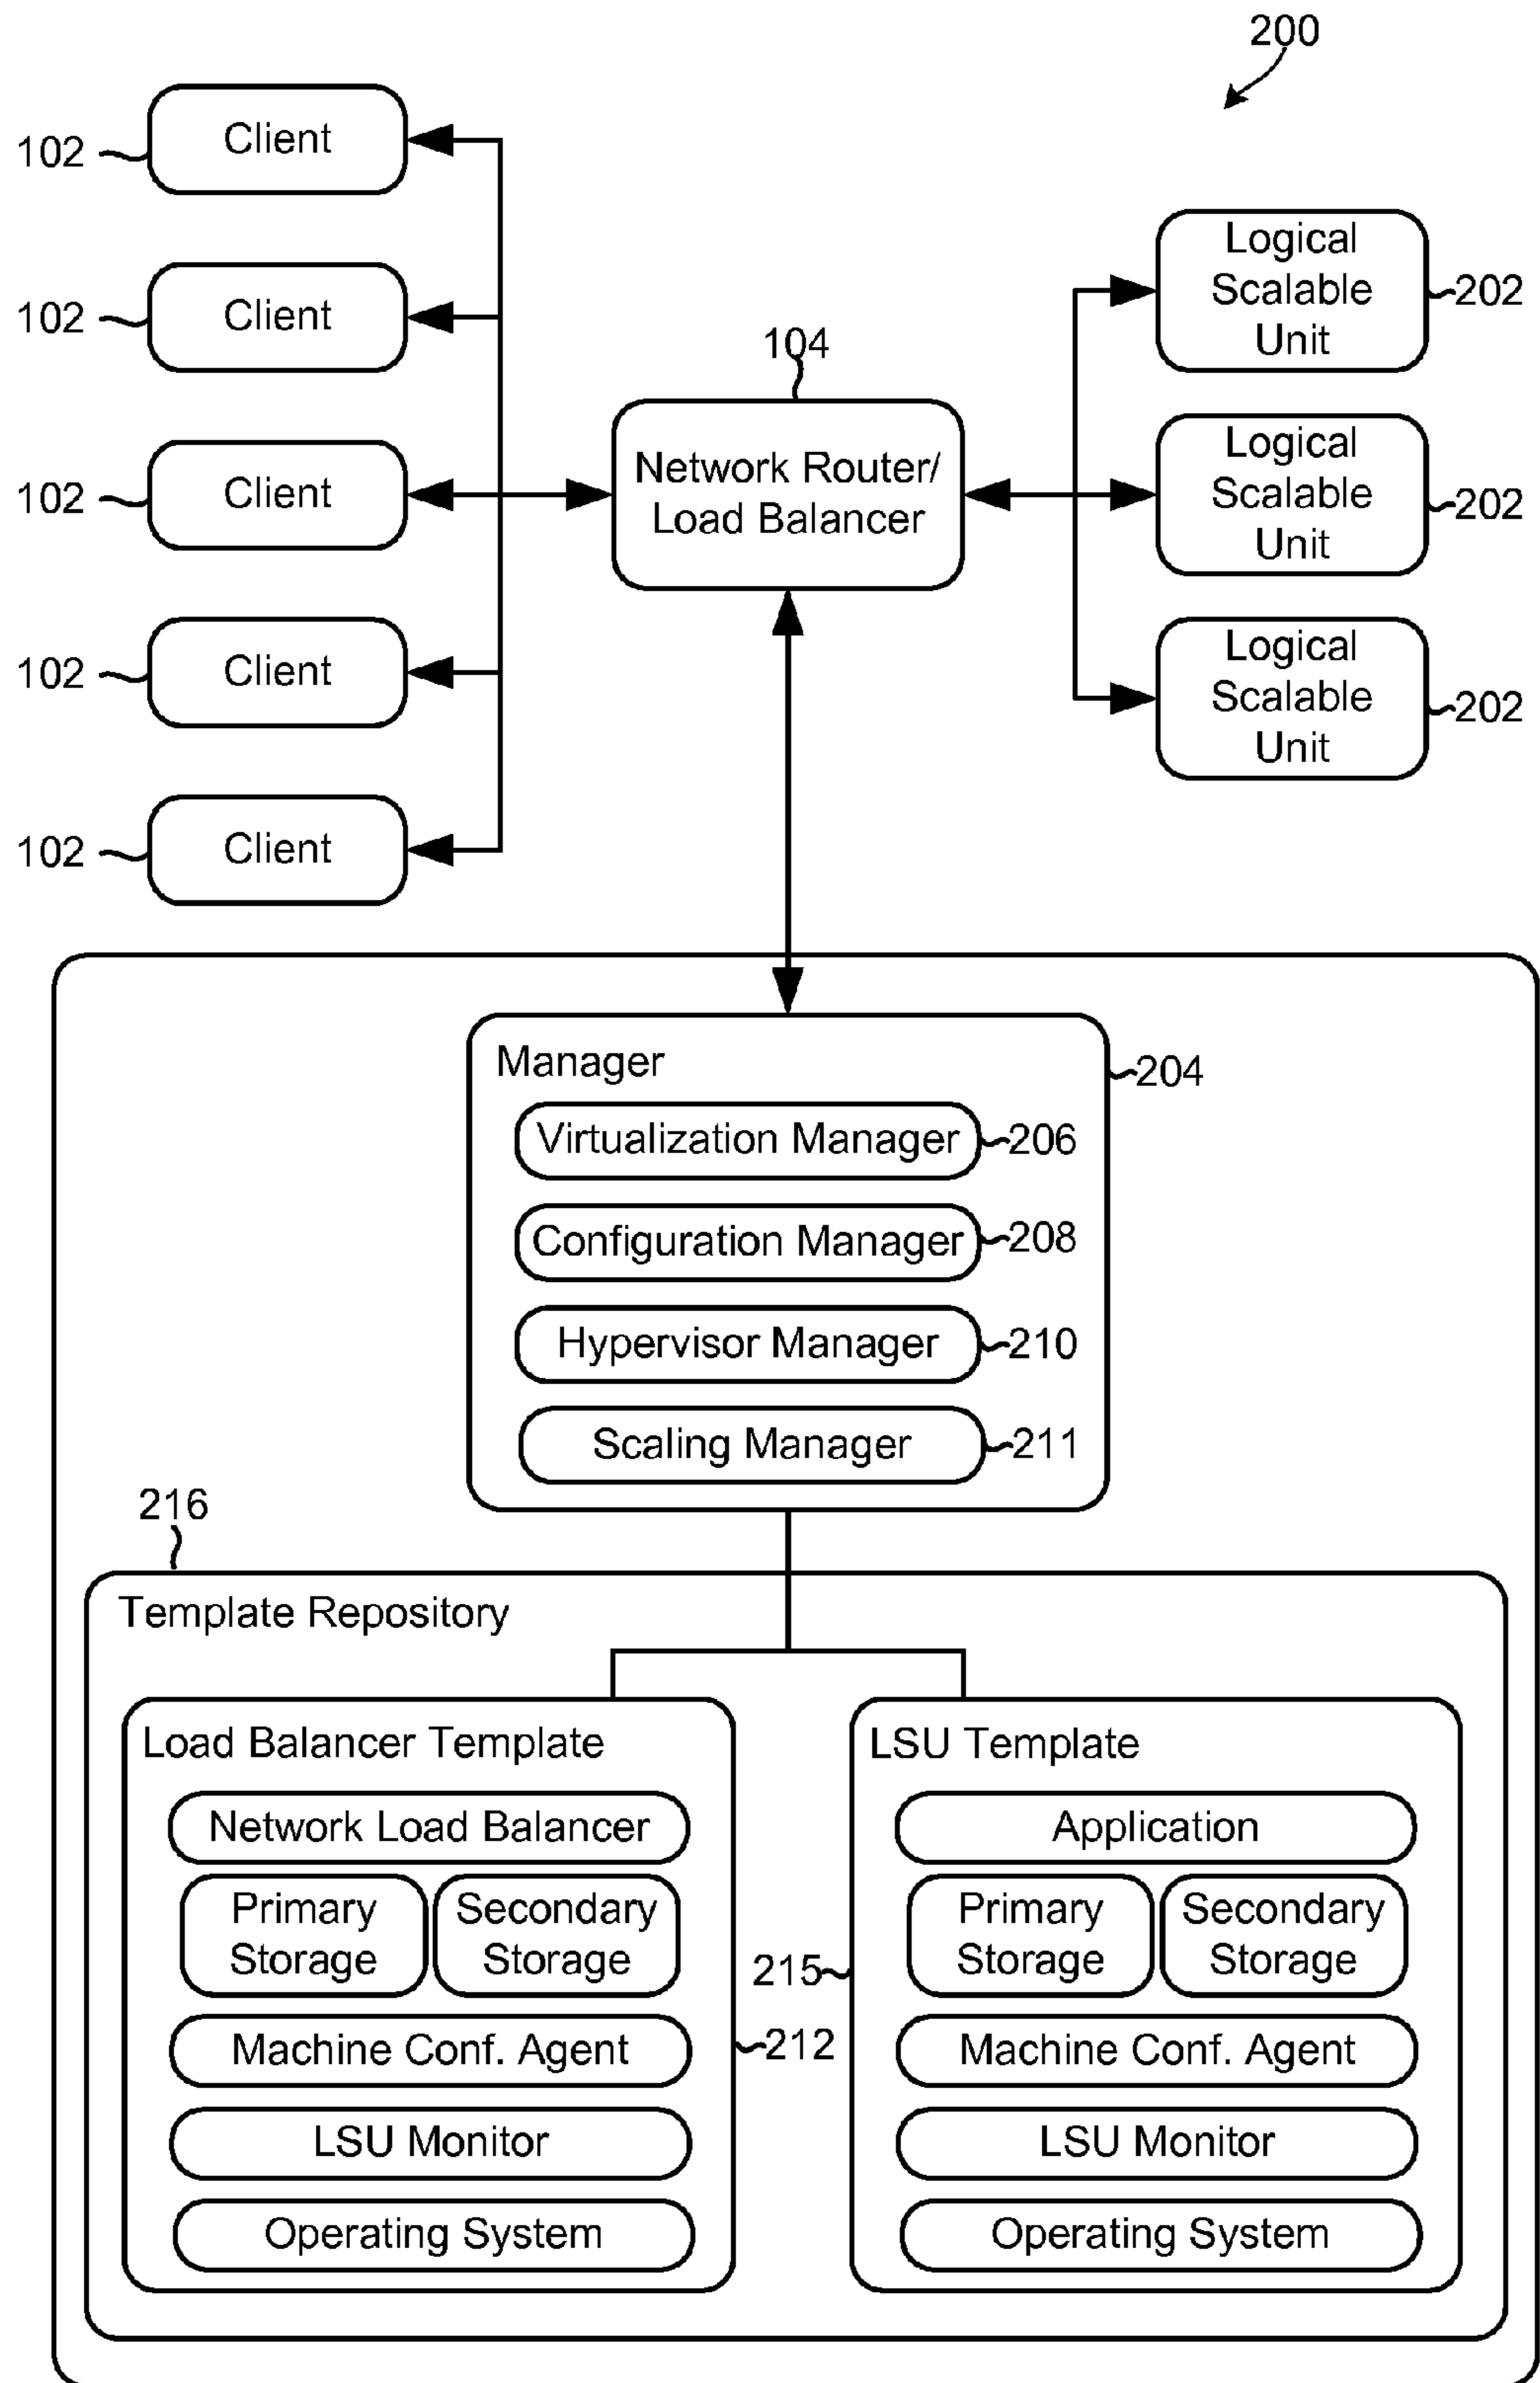 200
102
Client
102
Client
102
Client
102
Client
102
Client
104
Network Router/
Load Balancer
Logical
Scalable
Unit
202
Logical
Scalable
Unit
202
Logical
Scalable
Unit
202
Manager
204
Virtualization Manager
206
Configuration Manager
208
Hypervisor Manager
210
Scaling Manager
211
216
Template Repository
Load Balancer Template
Network Load Balancer
Primary
Storage
Secondary
Storage
Machine Conf. Agent
LSU Monitor
Operating System
212
215
LSU Template
Application
Primary
Storage
Secondary
Storage
Machine Conf. Agent
LSU Monitor
Operating System